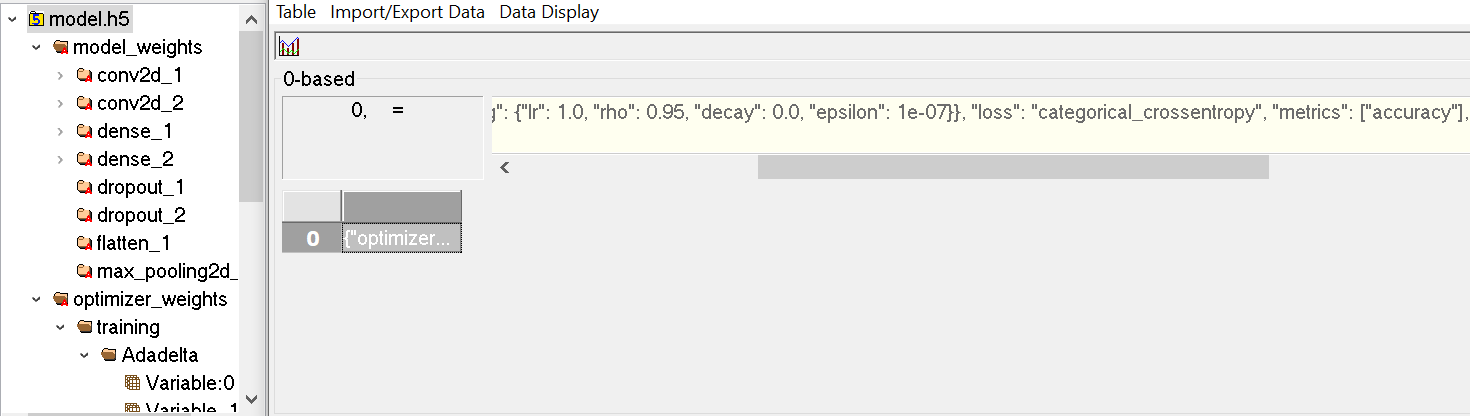 model.h5
model_weights
conv2d_1
conv2d_2
dense_1
dense_2
dropout_1
dropout_2
flatten_1
max_pooling2d_
optimizer_weights
training
Adadelta
Variable:0
Variable_1
Table Import/Export Data Data Display
0-based
0, = g": {"lr": 1.0, "rho": 0.95, "decay": 0.0, "epsilon": 1e-07}}, "loss": "categorical_crossentropy", "metrics": ["accuracy"],
0 {"optimizer...